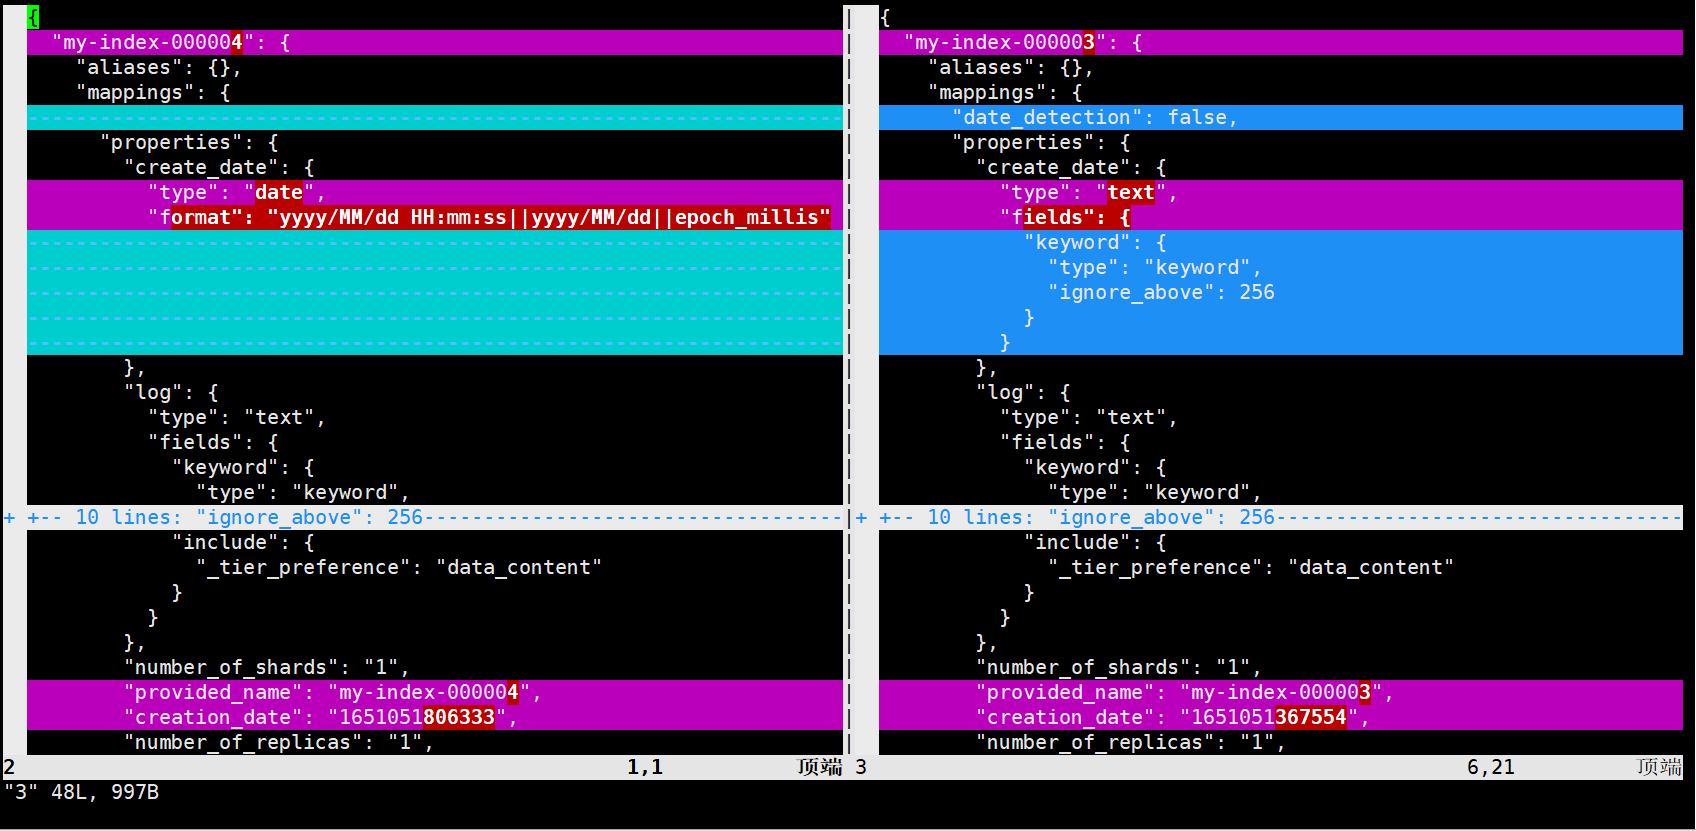 {
  "my-index-000004": {
    "aliases": {},
    "mappings": {
      "properties": {
        "create_date": {
          "type": "date",
          "format": "yyyy/MM/dd HH:mm:ss||yyyy/MM/dd||epoch_millis"
        },
        "log": {
          "type": "text",
          "fields": {
            "keyword": {
              "type": "keyword",
+ +-- 10 lines: "ignore_above": 256-----------------------------------
            "include": {
              "_tier_preference": "data_content"
            }
          }
        },
        "number_of_shards": "1",
        "provided_name": "my-index-000004",
        "creation_date": "1651051806333",
        "number_of_replicas": "1",
2 1,1 顶端
{
  "my-index-000003": {
    "aliases": {},
    "mappings": {
      "date_detection": false,
      "properties": {
        "create_date": {
          "type": "text",
          "fields": {
            "keyword": {
              "type": "keyword",
              "ignore_above": 256
            }
          }
        },
        "log": {
          "type": "text",
          "fields": {
            "keyword": {
              "type": "keyword",
+ +-- 10 lines: "ignore_above": 256----------------------------------
            "include": {
              "_tier_preference": "data_content"
            }
          }
        },
        "number_of_shards": "1",
        "provided_name": "my-index-000003",
        "creation_date": "1651051367554",
        "number_of_replicas": "1",
3 6,21 顶端
"3" 48L, 997B